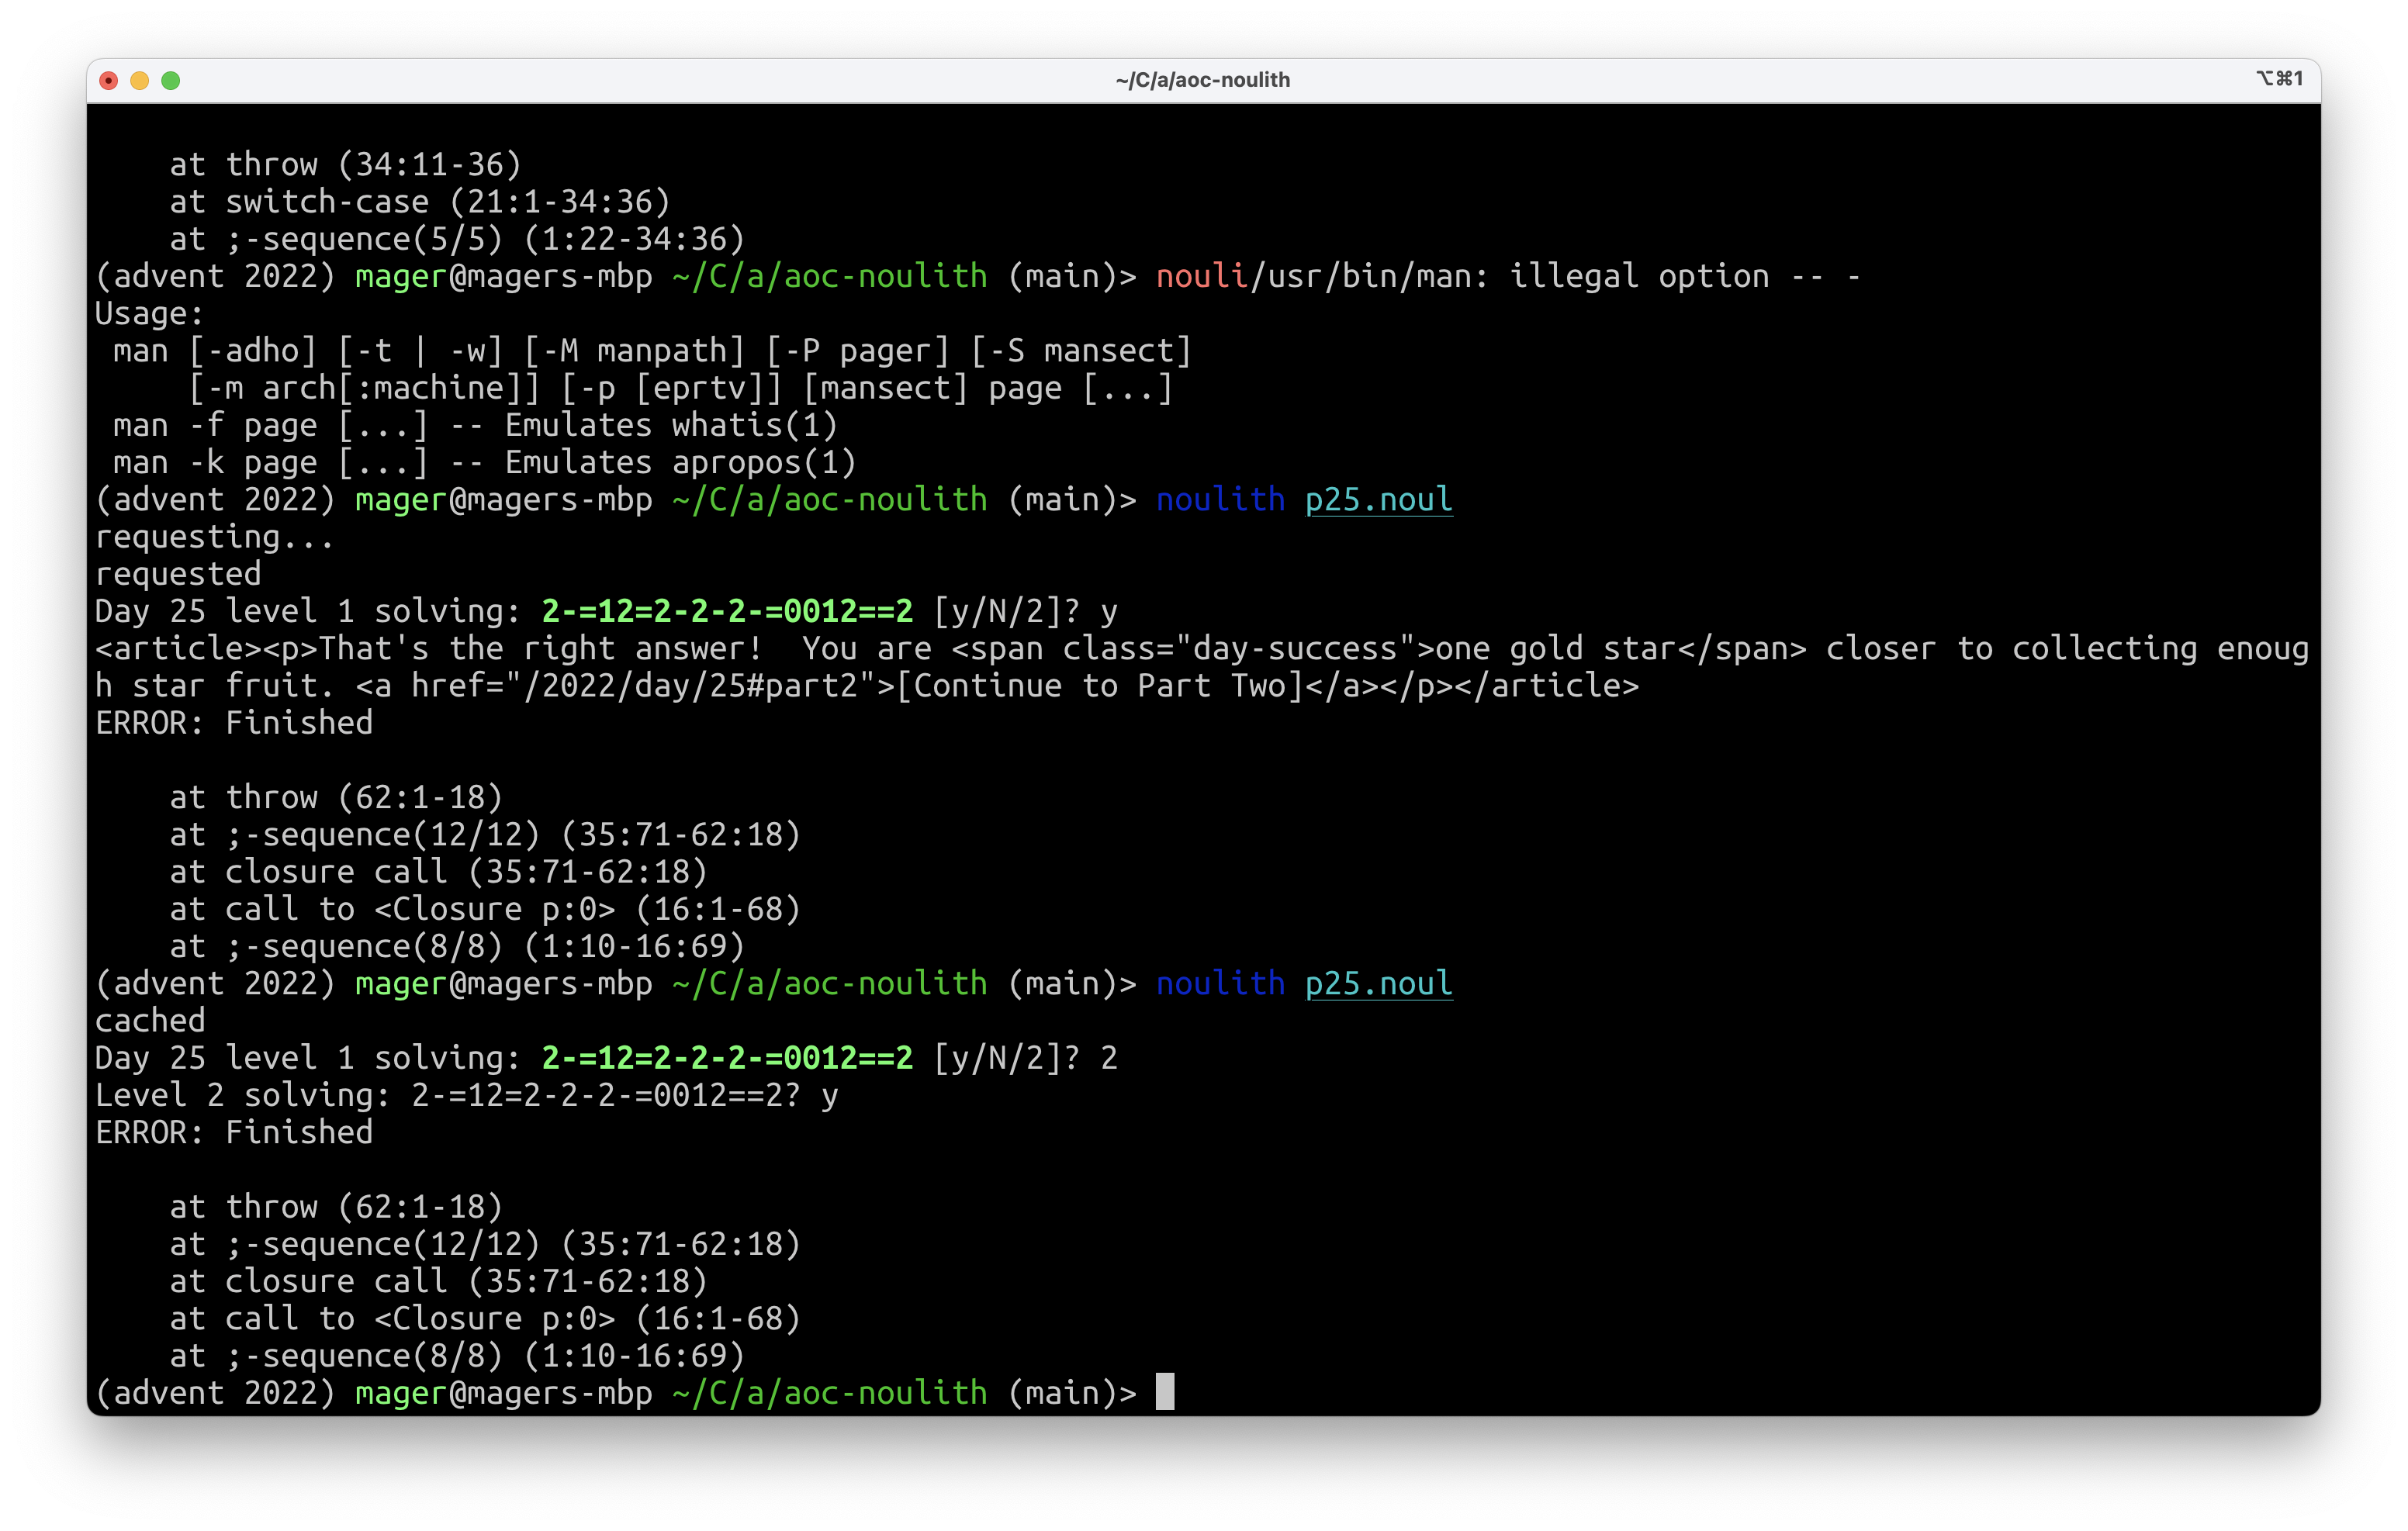 ~/C/a/aoc-noulith
⌥⌘1
    at throw (34:11-36)
    at switch-case (21:1-34:36)
    at ;-sequence(5/5) (1:22-34:36)
(advent 2022) mager@magers-mbp ~/C/a/aoc-noulith (main)> nouli/usr/bin/man: illegal option -- -
Usage:
 man [-adho] [-t | -w] [-M manpath] [-P pager] [-S mansect]
     [-m arch[:machine]] [-p [eprtv]] [mansect] page [...]
 man -f page [...] -- Emulates whatis(1)
 man -k page [...] -- Emulates apropos(1)
(advent 2022) mager@magers-mbp ~/C/a/aoc-noulith (main)> noulith p25.noul
requesting...
requested
Day 25 level 1 solving: 2-=12=2-2-2-=0012==2 [y/N/2]? y
<article><p>That's the right answer!  You are <span class="day-success">one gold star</span> closer to collecting enoug
h star fruit. <a href="/2022/day/25#part2">[Continue to Part Two]</a></p></article>
ERROR: Finished
    at throw (62:1-18)
    at ;-sequence(12/12) (35:71-62:18)
    at closure call (35:71-62:18)
    at call to <Closure p:0> (16:1-68)
    at ;-sequence(8/8) (1:10-16:69)
(advent 2022) mager@magers-mbp ~/C/a/aoc-noulith (main)> noulith p25.noul
cached
Day 25 level 1 solving: 2-=12=2-2-2-=0012==2 [y/N/2]? 2
Level 2 solving: 2-=12=2-2-2-=0012==2? y
ERROR: Finished
    at throw (62:1-18)
    at ;-sequence(12/12) (35:71-62:18)
    at closure call (35:71-62:18)
    at call to <Closure p:0> (16:1-68)
    at ;-sequence(8/8) (1:10-16:69)
(advent 2022) mager@magers-mbp ~/C/a/aoc-noulith (main)>